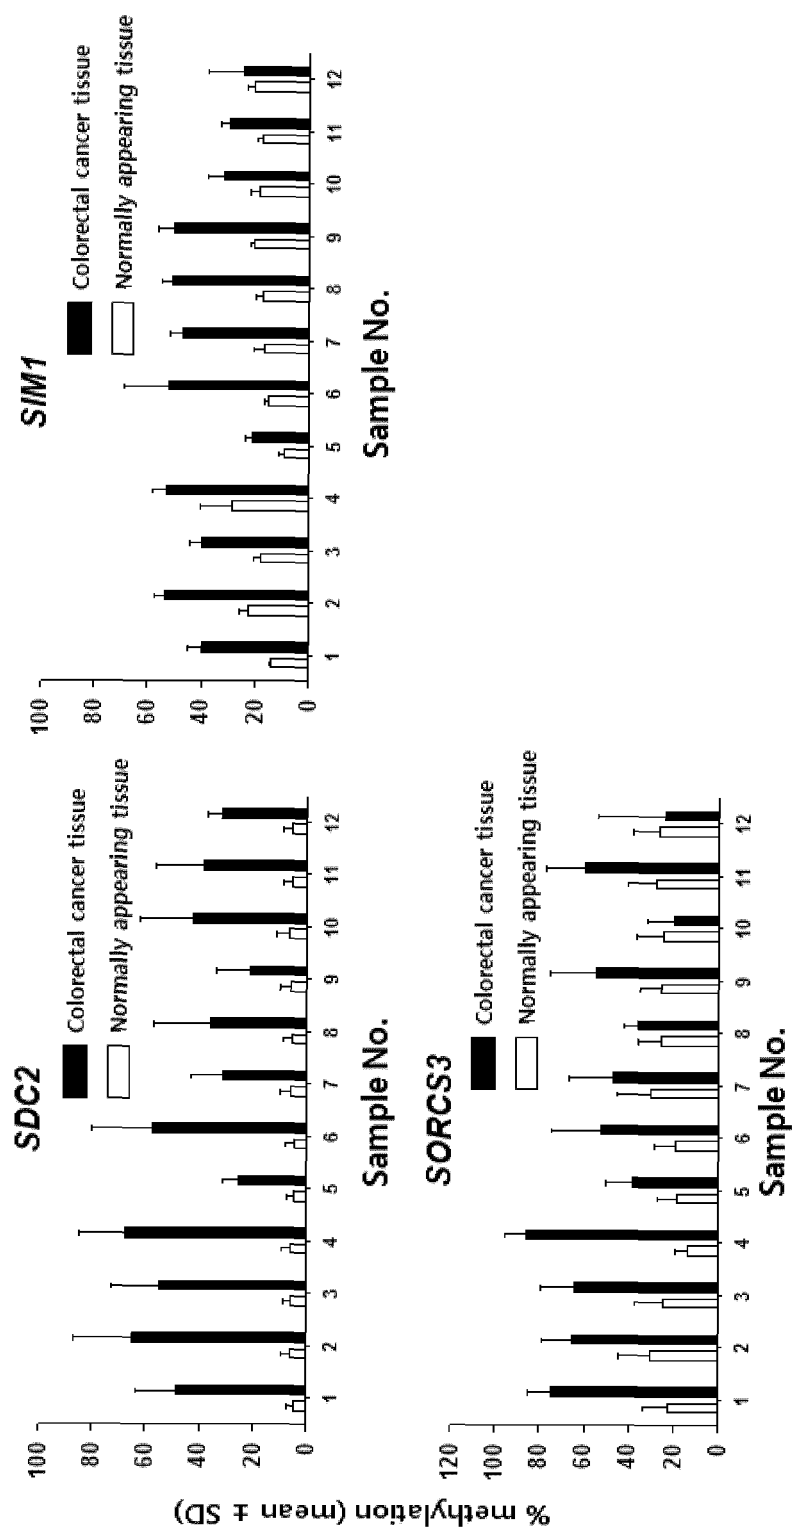 % methylation (mean ± SD)
SDC2
Colorectal cancer tissue
Normally appearing tissue
100
80
60
40
20
0
1 2 3 4 5 6 7 8 9 10 11 12
Sample No.
SIM1
Colorectal cancer tissue
Normally appearing tissue
100
80
60
40
20
0
1 2 3 4 5 6 7 8 9 10 11 12
Sample No.
SORCS3
Colorectal cancer tissue
Normally appearing tissue
120
100
80
60
40
20
0
1 2 3 4 5 6 7 8 9 10 11 12
Sample No.